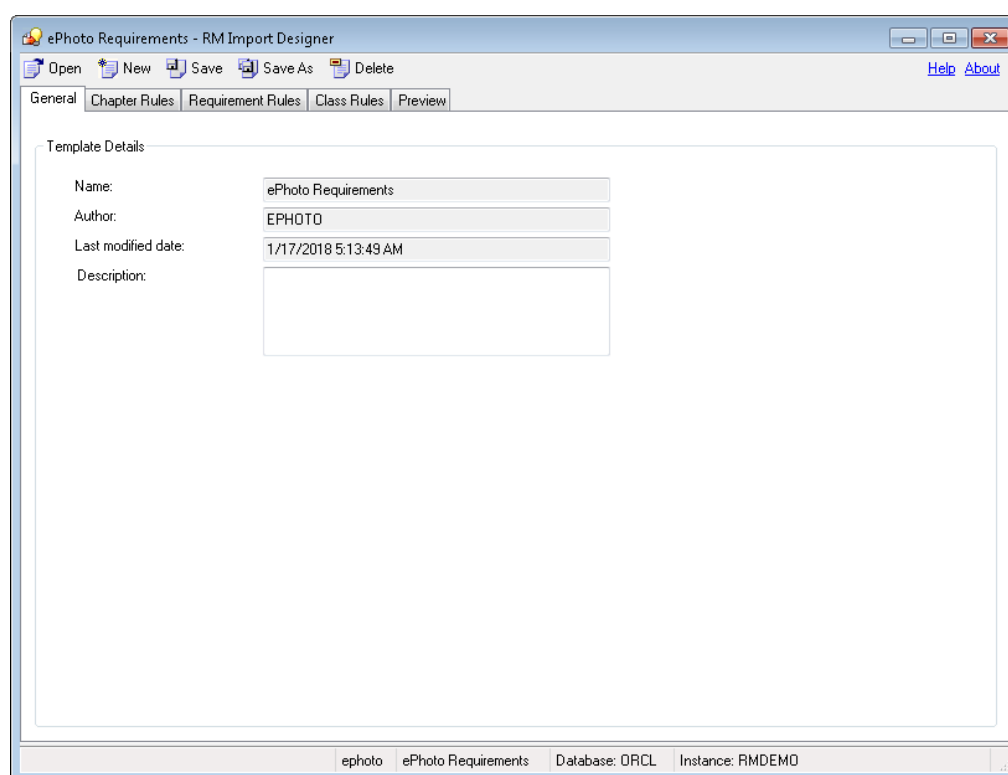 ePhoto Requirements - RM Import Designer
Open New Save Save As Delete Help About
General Chapter Rules Requirement Rules Class Rules Preview
Template Details
Name: ePhoto Requirements
Author: EPHOTO
Last modified date: 1/17/2018 5:13:49 AM
Description:
ephoto ePhoto Requirements Database: ORCL Instance: RMDEMO